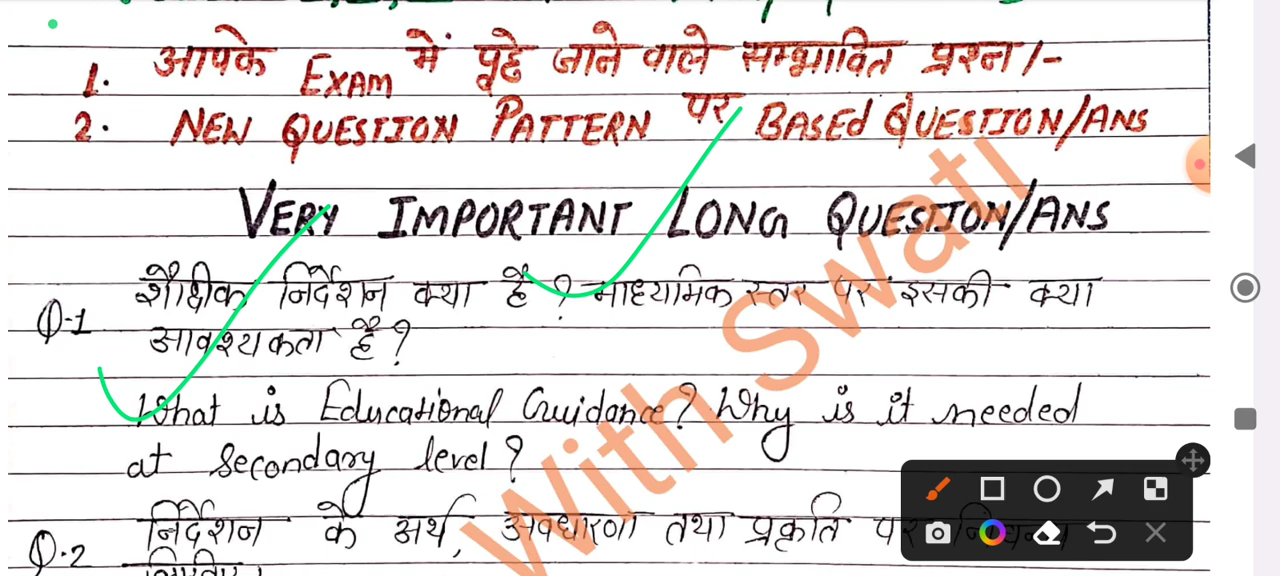 1. आपके EXAM में पूछे जाने वाले सम्भावित प्रश्न /-
2. NEW QUESTION PATTERN पर BASEd QUESTION/ANS
VERY IMPORTANT LONG QUESTION/ANS
Q.1 शैक्षीक निर्देशन क्या है ? माध्यमिक स्तर पर इसकी क्या
आवश्यकता है ?
What is Educational Guidance? Why is it needed
at secondary level ?
Q.2 निर्देशन के अर्थ, अवधारणा तथा प्रकृति पर
With Swati